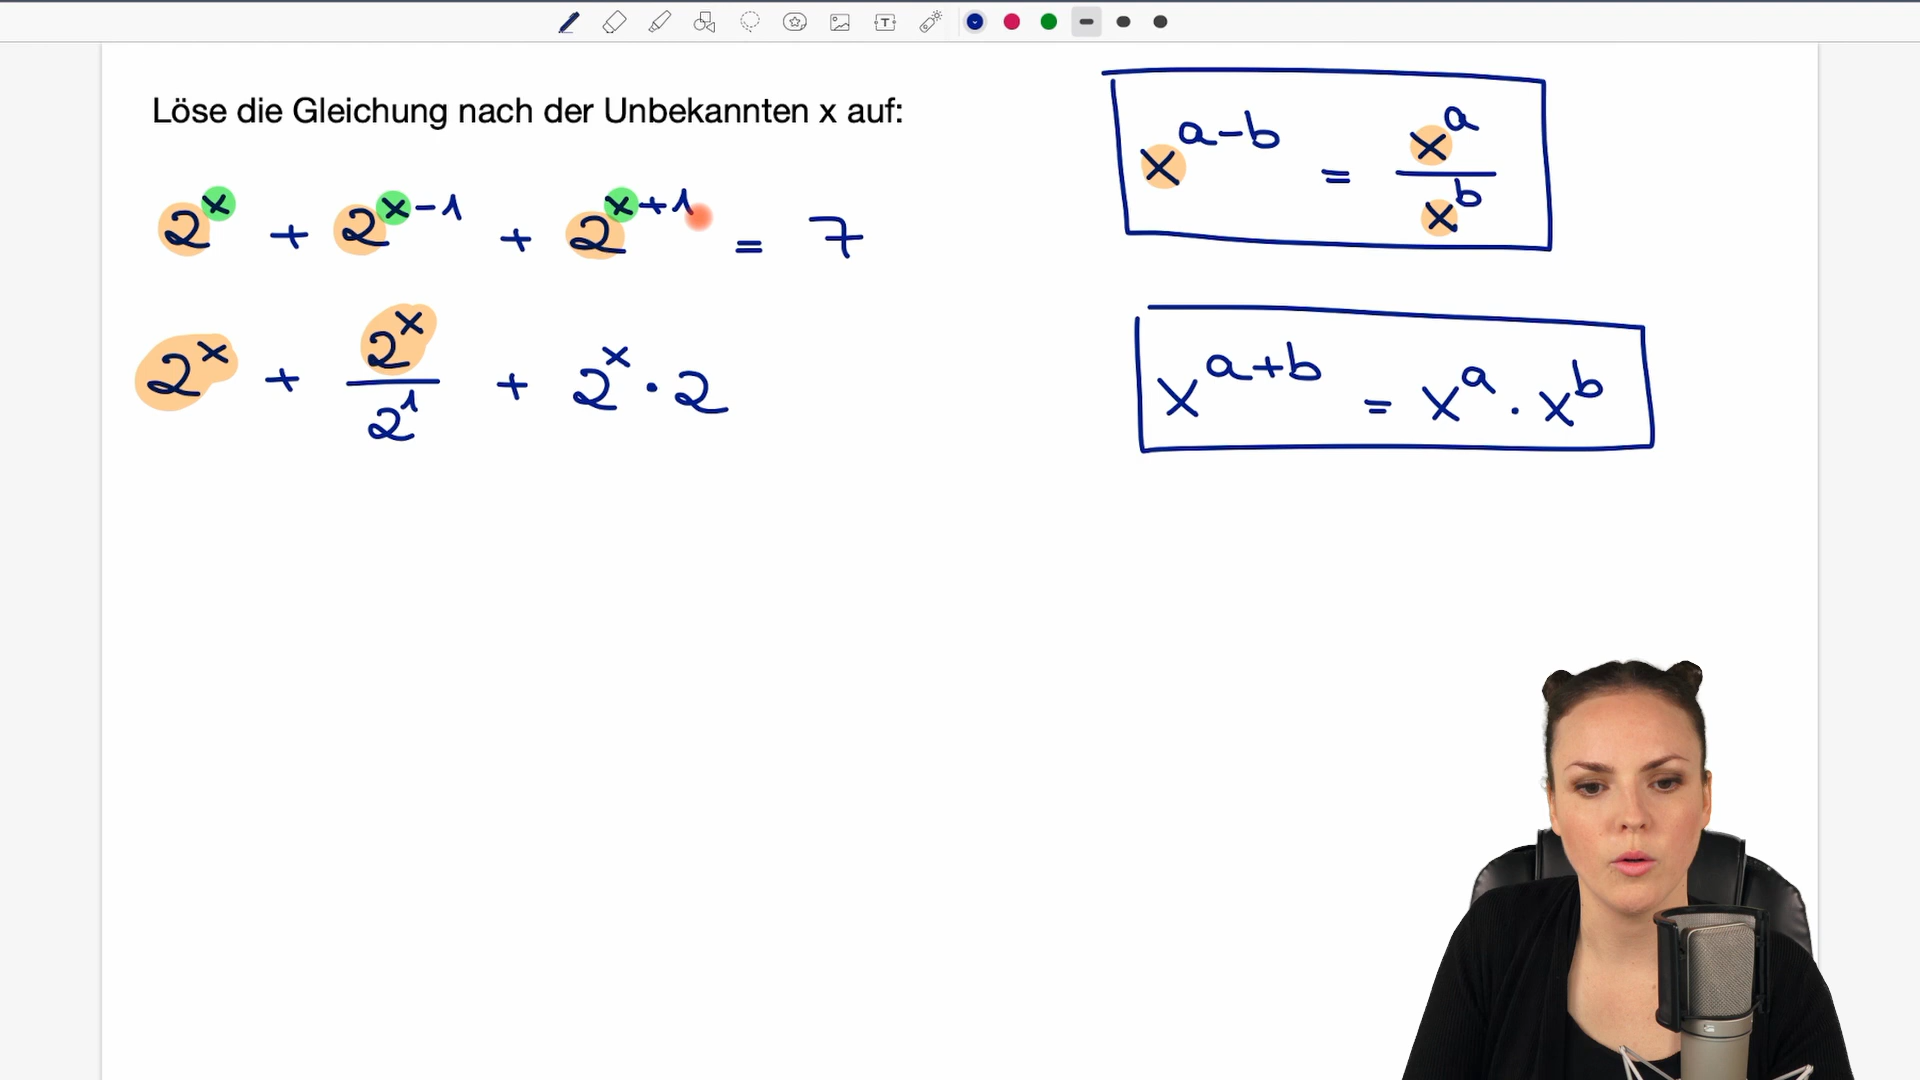 Löse die Gleichung nach der Unbekannten x auf:
2^x + 2^(x-1) + 2^(x+1) = 7
2^x + 2^x/2^1 + 2^x · 2
x^(a-b) = x^a/x^b
x^(a+b) = x^a · x^b